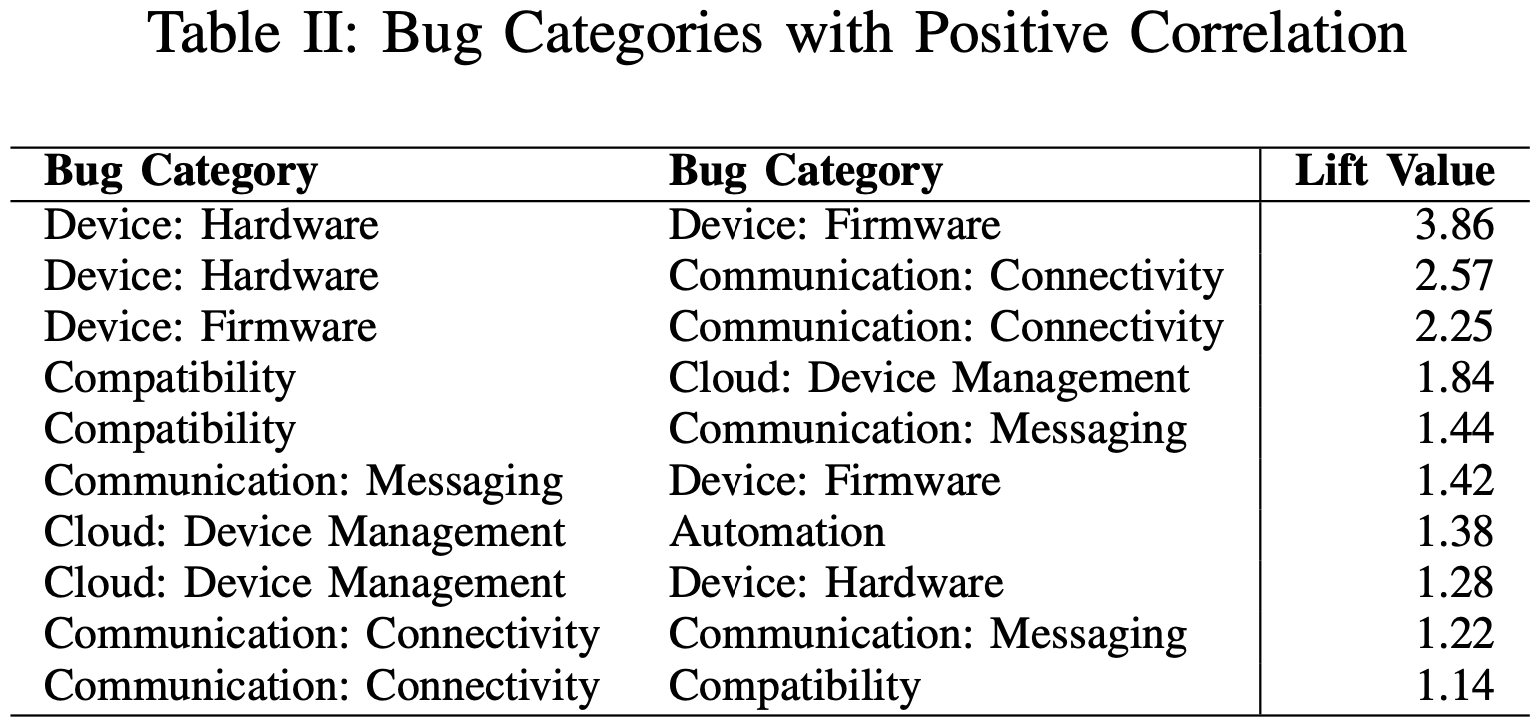 Table II: Bug Categories with Positive Correlation
Bug Category Bug Category Lift Value
Device: Hardware Device: Firmware 3.86
Device: Hardware Communication: Connectivity 2.57
Device: Firmware Communication: Connectivity 2.25
Compatibility Cloud: Device Management 1.84
Compatibility Communication: Messaging 1.44
Communication: Messaging Device: Firmware 1.42
Cloud: Device Management Automation 1.38
Cloud: Device Management Device: Hardware 1.28
Communication: Connectivity Communication: Messaging 1.22
Communication: Connectivity Compatibility 1.14